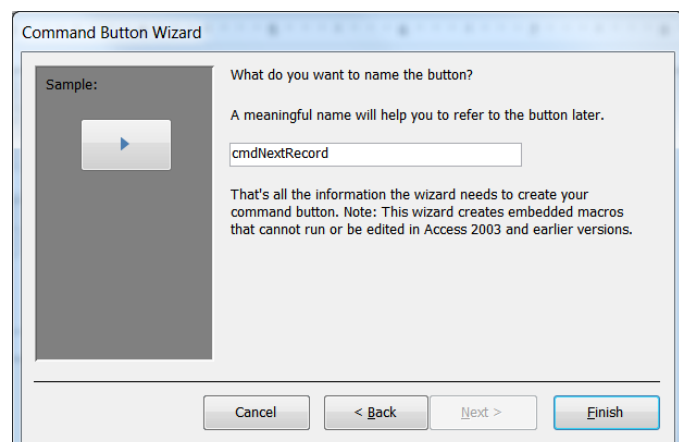 Command Button Wizard
Sample:
What do you want to name the button?
A meaningful name will help you to refer to the button later.
cmdNextRecord
That's all the information the wizard needs to create your
command button. Note: This wizard creates embedded macros
that cannot run or be edited in Access 2003 and earlier versions.
Cancel
< Back
Next >
Finish